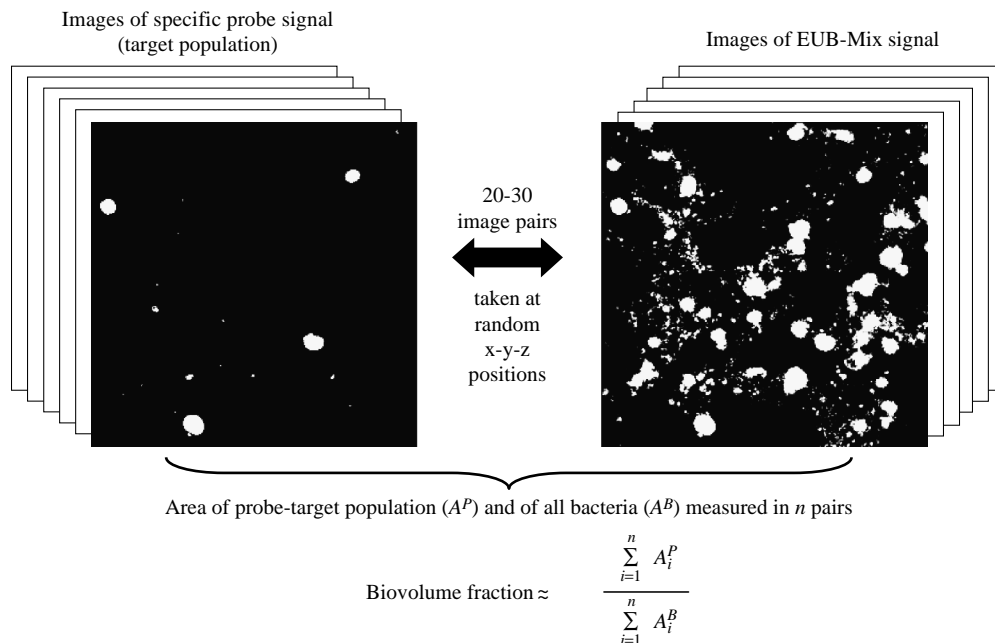 Images of specific probe signal
(target population)
Images of EUB-Mix signal
20-30
image pairs
taken at
random
x-y-z
positions
Area of probe-target population (A^P) and of all bacteria (A^B) measured in n pairs
Biovolume fraction ≈
n
∑ A_i^P
i=1
n
∑ A_i^B
i=1